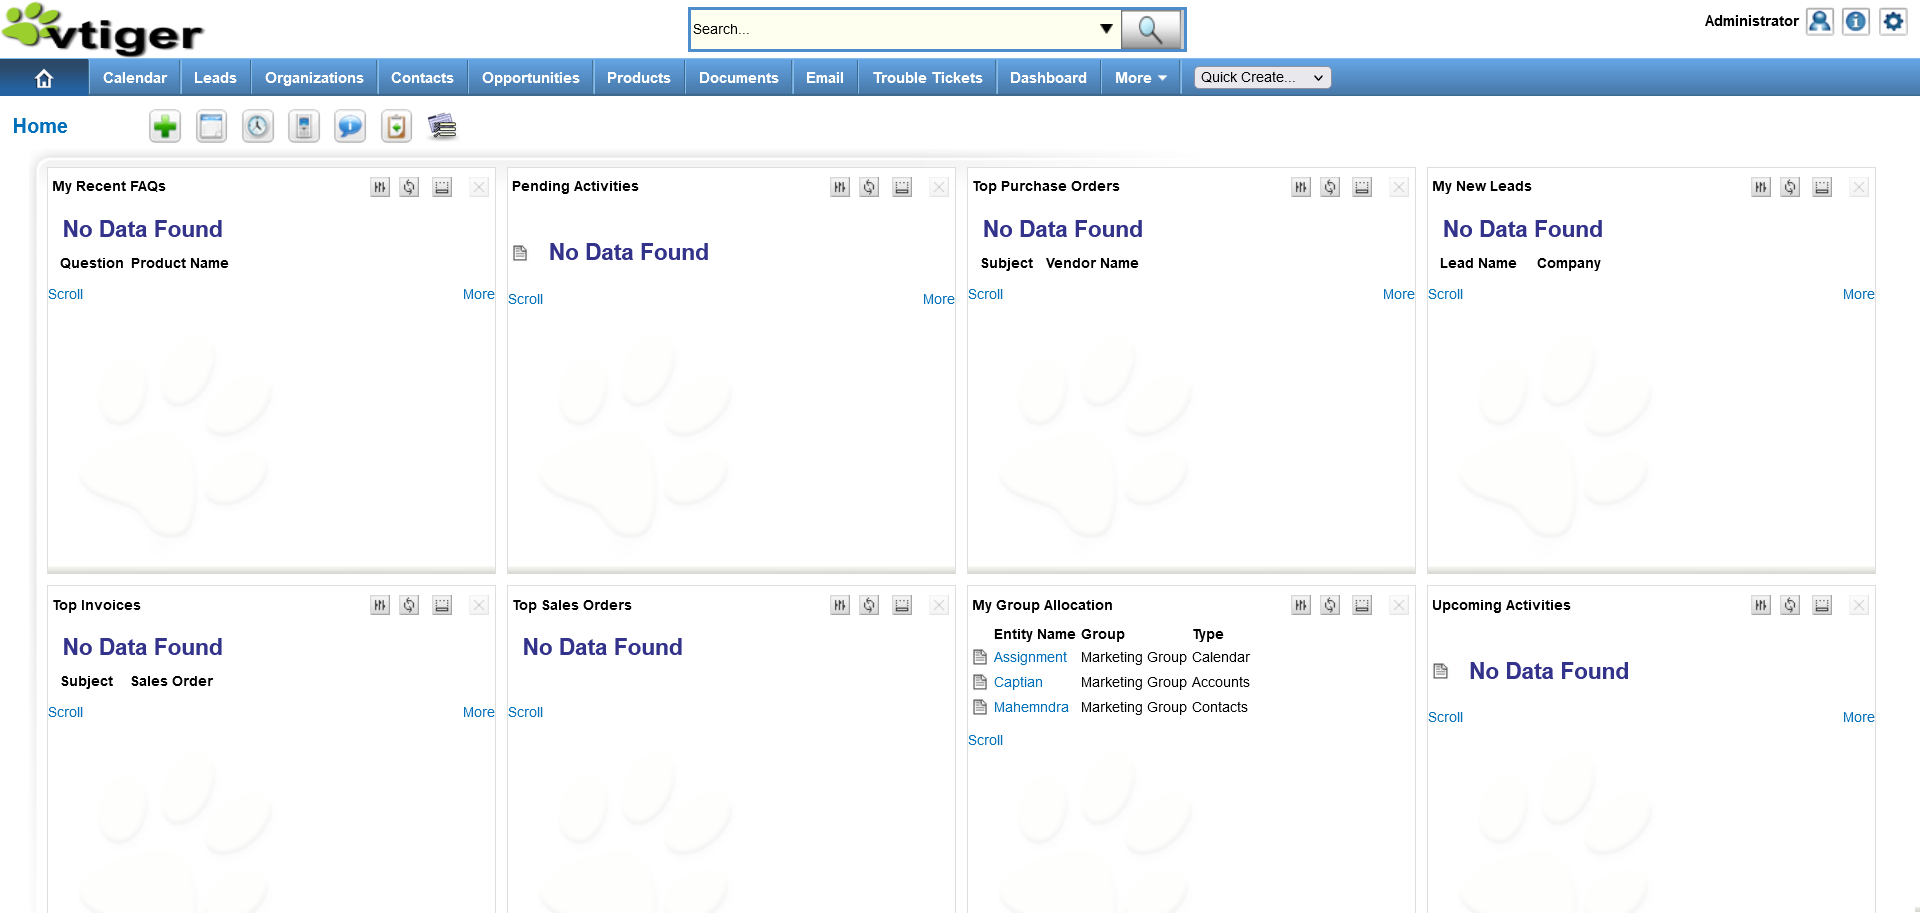 vtiger
Search...
Administrator
Calendar Leads Organizations Contacts Opportunities Products Documents Email Trouble Tickets Dashboard More Quick Create...
Home
My Recent FAQs
No Data Found
Question Product Name
Scroll More
Pending Activities
No Data Found
Scroll More
Top Purchase Orders
No Data Found
Subject Vendor Name
Scroll More
My New Leads
No Data Found
Lead Name Company
Scroll More
Top Invoices
No Data Found
Subject Sales Order
Scroll More
Top Sales Orders
No Data Found
Scroll
My Group Allocation
Entity Name Group Type
Assignment Marketing Group Calendar
Captian Marketing Group Accounts
Mahemndra Marketing Group Contacts
Scroll
Upcoming Activities
No Data Found
Scroll More